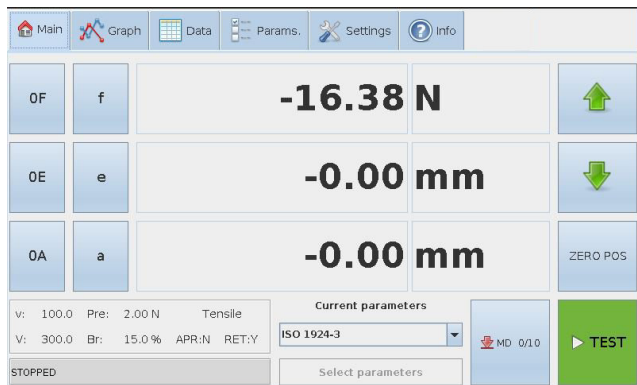 Main Graph Data Params. Settings Info
0F f -16.38 N
0E e -0.00 mm
0A a -0.00 mm ZERO POS
v: 100.0 Pre: 2.00 N Tensile
V: 300.0 Br: 15.0 % APR:N RET:Y
STOPPED
Current parameters
ISO 1924-3
Select parameters
MD 0/10
TEST